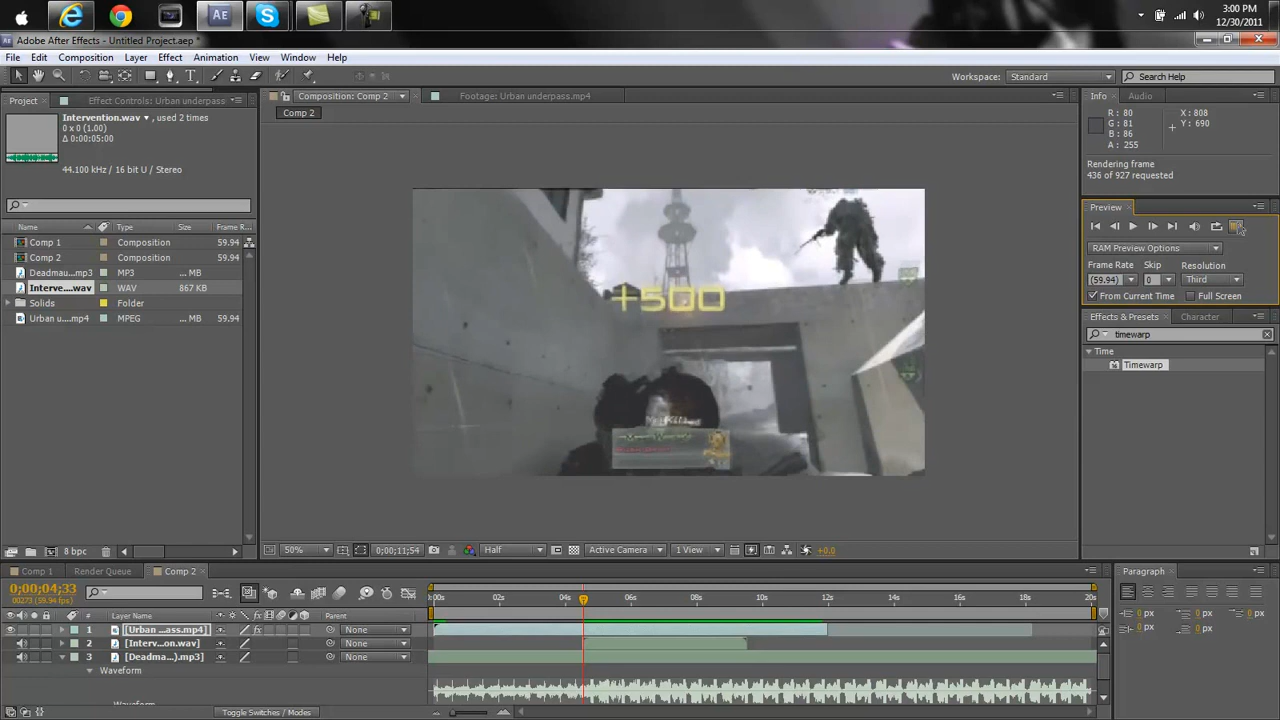 3:00 PM
12/30/2011
Adobe After Effects - Untitled Project.aep *
File Edit Composition Layer Effect Animation View Window Help
Workspace: Standard
Search Help
Project Effect Controls: Urban underpass
Intervention.wav , used 2 times
0 x 0 (1.00)
Δ 0:00:05:00
44.100 kHz / 16 bit U / Stereo
Name Type Size Frame R...
Comp 1 Composition 59.94
Comp 2 Composition 59.94
Deadmau....mp3 MP3 ... MB
Interve....wav WAV 867 KB
Solids Folder
Urban u....mp4 MPEG ... MB 59.94
8 bpc
Composition: Comp 2
Footage: Urban underpass.mp4
Comp 2
+500
50%
0;00;11;54
Half
Active Camera
1 View
+0.0
Info Audio
R : 80
G : 81
B : 86
A : 255
X : 808
Y : 690
Rendering frame
436 of 927 requested
Preview
RAM Preview Options
Frame Rate Skip Resolution
(59.94) 0 Third
From Current Time Full Screen
Effects & Presets Character
timewarp
Time
Timewarp
Comp 1 Render Queue Comp 2
0;00;04;33
00273 (59.94 fps)
# Layer Name Parent
1 [Urban ...ass.mp4] None
2 [Interv...on.wav] None
3 [Deadma...).mp3] None
Waveform
Waveform
Toggle Switches / Modes
:00s 02s 04s 06s 08s 10s 12s 14s 16s 18s 20s
Paragraph
0 px 0 px 0 px
0 px 0 px